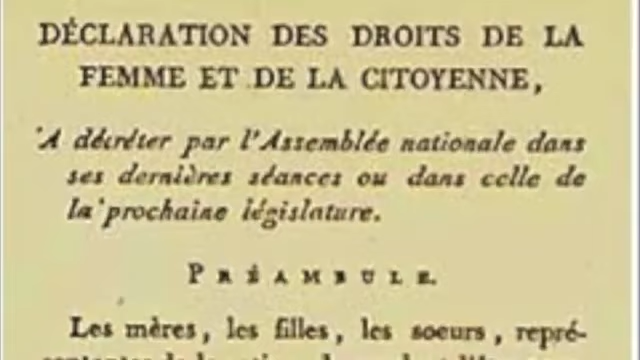 DÉCLARATION DES DROITS DE LA
FEMME ET DE LA CITOYENNE,
A décréter par l'Assemblée nationale dans
ses dernières séances ou dans celle de
la prochaine législature.
PRÉAMBULE.
Les mères, les filles, les soeurs, repré-